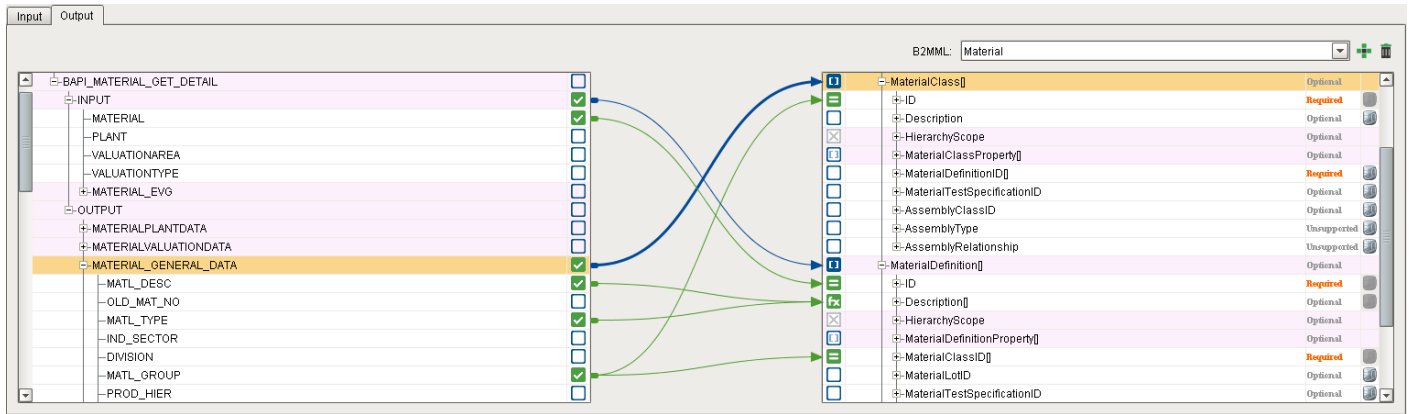 Input Output
B2MML: Material
BAPI_MATERIAL_GET_DETAIL
INPUT
MATERIAL
PLANT
VALUATIONAREA
VALUATIONTYPE
MATERIAL_EVG
OUTPUT
MATERIALPLANTDATA
MATERIALVALUATIONDATA
MATERIAL_GENERAL_DATA
MATL_DESC
OLD_MAT_NO
MATL_TYPE
IND_SECTOR
DIVISION
MATL_GROUP
PROD_HIER
MaterialClass[] Optional
ID Required
Description Optional
HierarchyScope Optional
MaterialClassProperty[] Optional
MaterialDefinitionID[] Required
MaterialTestSpecificationID Optional
AssemblyClassID Optional
AssemblyType Unsupported
AssemblyRelationship Unsupported
MaterialDefinition[] Optional
ID Required
fx Description[] Optional
HierarchyScope Optional
MaterialDefinitionProperty[] Optional
MaterialClassID[] Required
MaterialLotID Optional
MaterialTestSpecificationID Optional